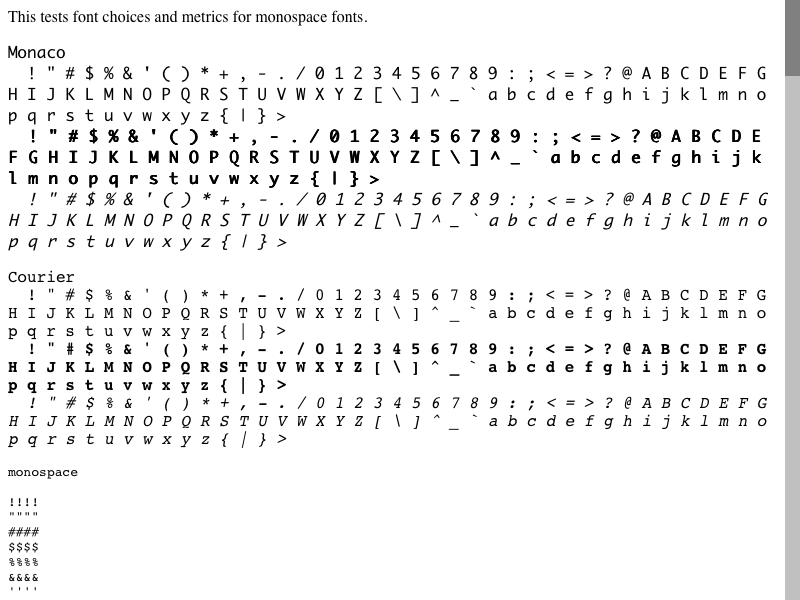 This tests font choices and metrics for monospace fonts.
Monaco
! " # $ % & ' ( ) * + , - . / 0 1 2 3 4 5 6 7 8 9 : ; < = > ? @ A B C D E F G
H I J K L M N O P Q R S T U V W X Y Z [ \ ] ^ _ ` a b c d e f g h i j k l m n o
p q r s t u v w x y z { | } >
! " # $ % & ' ( ) * + , - . / 0 1 2 3 4 5 6 7 8 9 : ; < = > ? @ A B C D E
F G H I J K L M N O P Q R S T U V W X Y Z [ \ ] ^ _ ` a b c d e f g h i j k
l m n o p q r s t u v w x y z { | } >
! " # $ % & ' ( ) * + , - . / 0 1 2 3 4 5 6 7 8 9 : ; < = > ? @ A B C D E F G
H I J K L M N O P Q R S T U V W X Y Z [ \ ] ^ _ ` a b c d e f g h i j k l m n o
p q r s t u v w x y z { | } >
Courier
! " # $ % & ' ( ) * + , - . / 0 1 2 3 4 5 6 7 8 9 : ; < = > ? @ A B C D E F G
H I J K L M N O P Q R S T U V W X Y Z [ \ ] ^ _ ` a b c d e f g h i j k l m n o
p q r s t u v w x y z { | } >
! " # $ % & ' ( ) * + , - . / 0 1 2 3 4 5 6 7 8 9 : ; < = > ? @ A B C D E F G
H I J K L M N O P Q R S T U V W X Y Z [ \ ] ^ _ ` a b c d e f g h i j k l m n o
p q r s t u v w x y z { | } >
! " # $ % & ' ( ) * + , - . / 0 1 2 3 4 5 6 7 8 9 : ; < = > ? @ A B C D E F G
H I J K L M N O P Q R S T U V W X Y Z [ \ ] ^ _ ` a b c d e f g h i j k l m n o
p q r s t u v w x y z { | } >
monospace
!!!!
""""
####
$$$$
%%%%
&&&&
''''